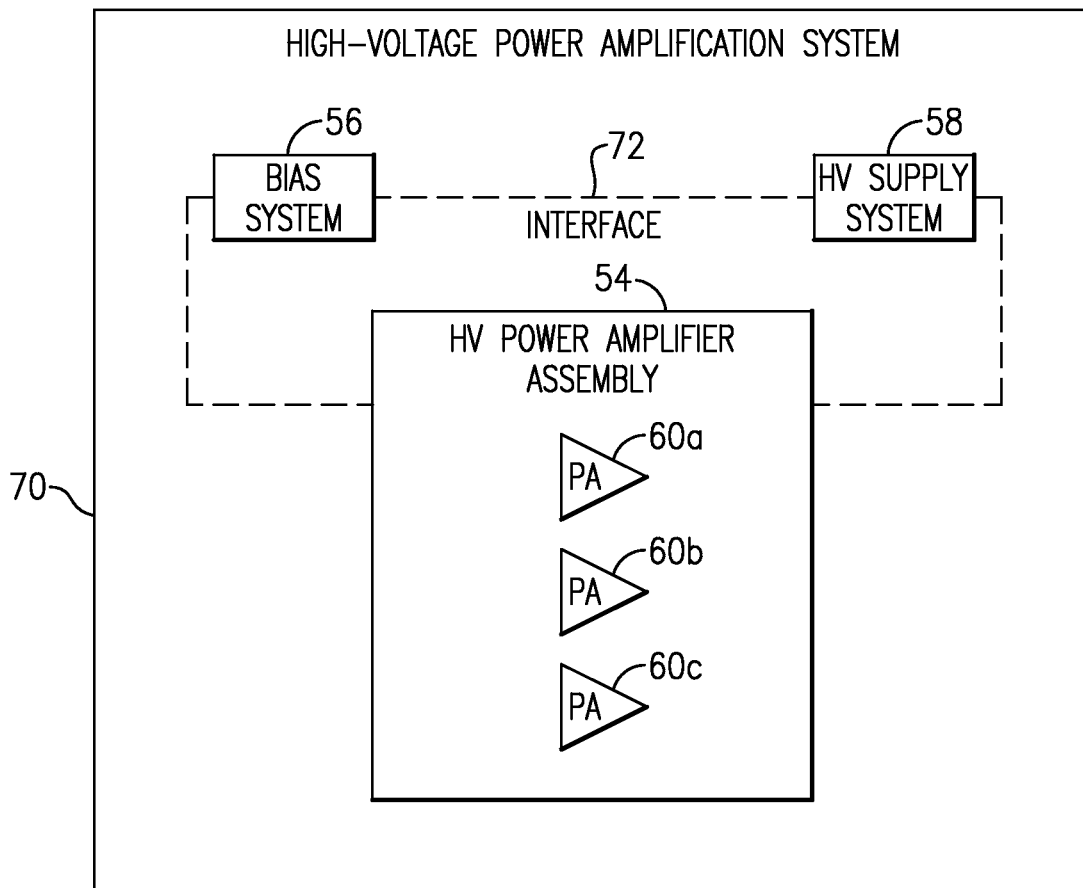 HIGH-VOLTAGE POWER AMPLIFICATION SYSTEM
56
58
72
BIAS
SYSTEM
HV SUPPLY
SYSTEM
INTERFACE
54
HV POWER AMPLIFIER
ASSEMBLY
60a
PA
70
60b
PA
60c
PA